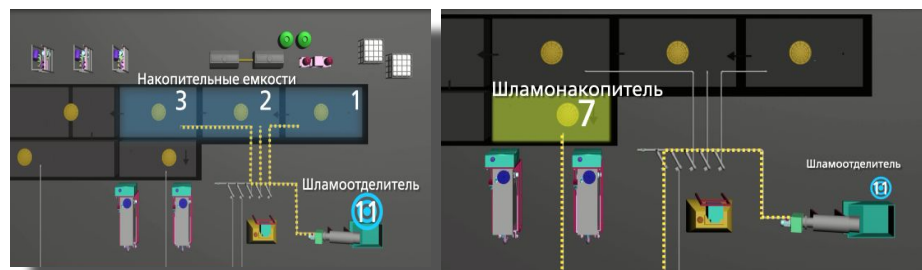 Накопительные емкости
3 2 1
Шламоотделитель
11
Шламонакопитель
7
Шламоотделитель
11